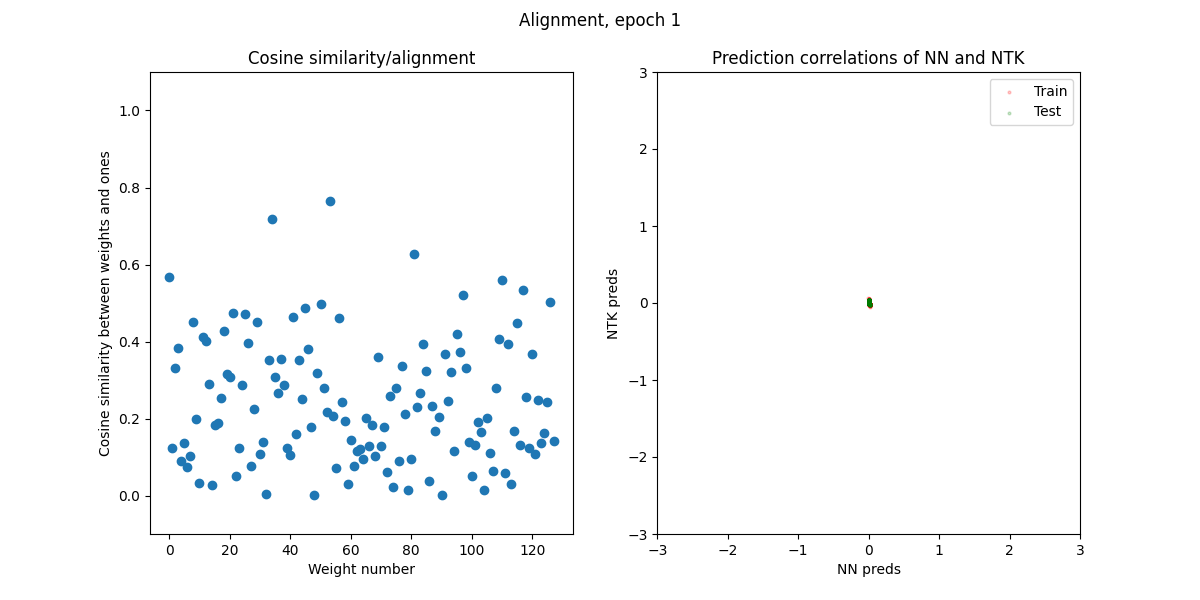 Alignment, epoch 1
Cosine similarity/alignment
Cosine similarity between weights and ones
1.0
0.8
0.6
0.4
0.2
0.0
0 20 40 60 80 100 120
Weight number
Prediction correlations of NN and NTK
NTK preds
3
2
1
0
−1
−2
−3
−3 −2 −1 0 1 2 3
NN preds
Train
Test